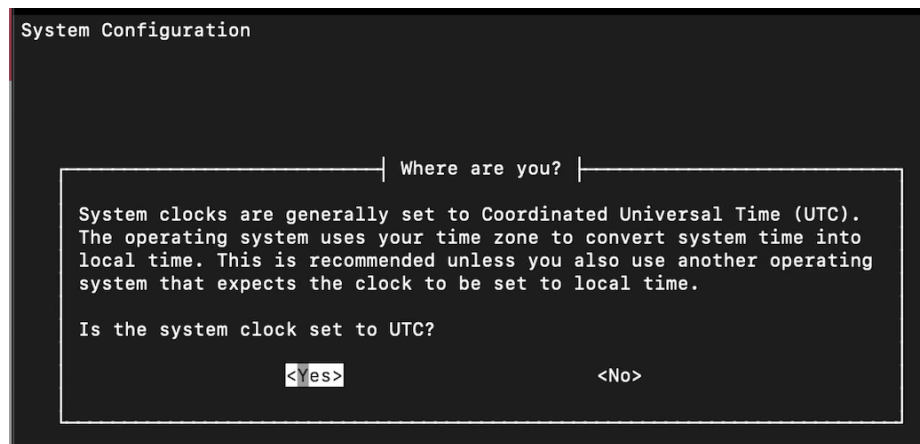 System Configuration
Where are you?
System clocks are generally set to Coordinated Universal Time (UTC).
The operating system uses your time zone to convert system time into
local time. This is recommended unless you also use another operating
system that expects the clock to be set to local time.
Is the system clock set to UTC?
<Yes> <No>